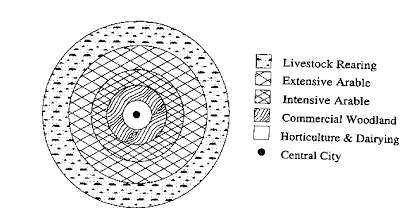 Livestock Rearing
Extensive Arable
Intensive Arable
Commercial Woodland
Horticulture & Dairying
Central City